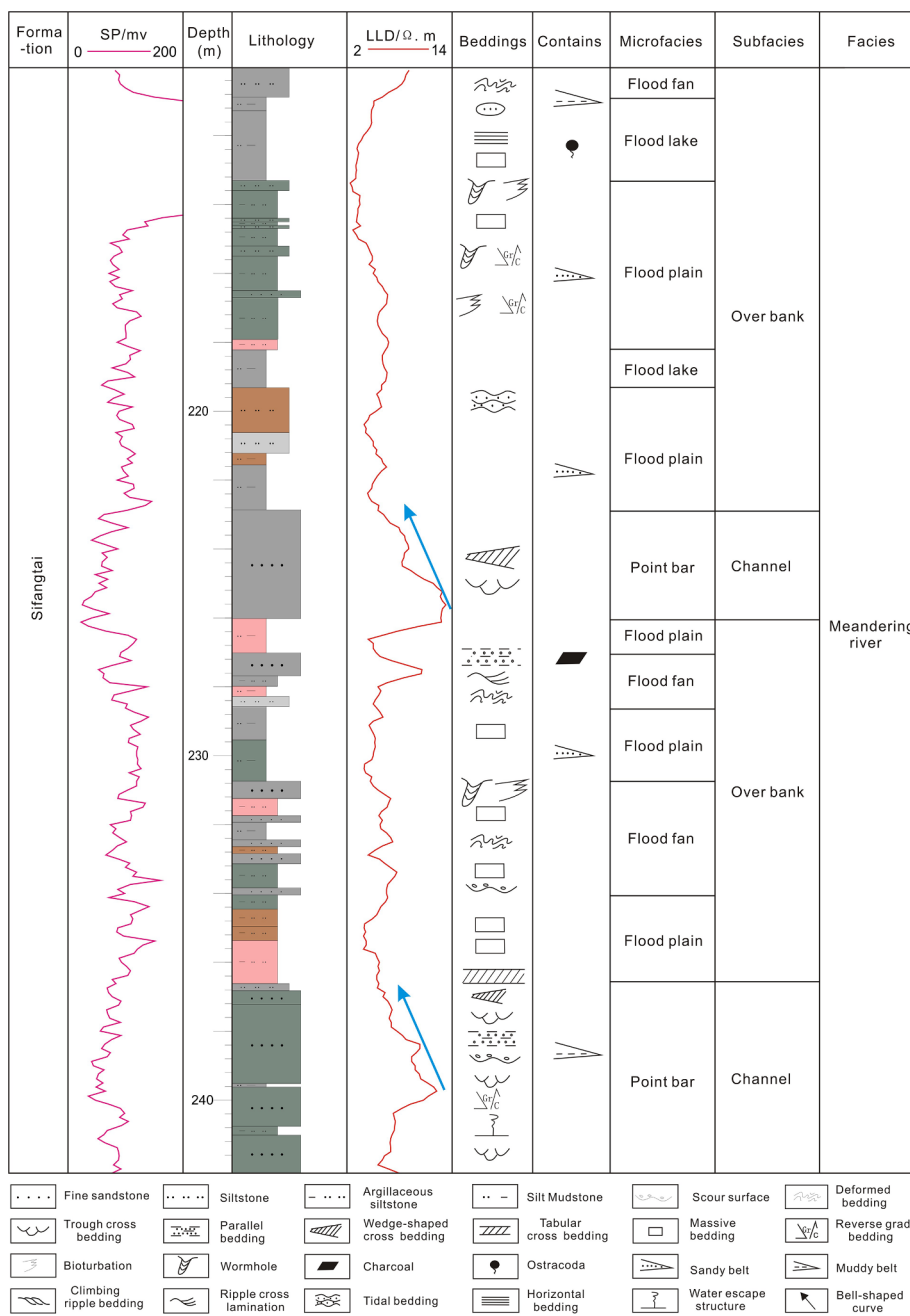 Forma
-tion
SP/mv
0 200
Depth
(m)
Lithology
LLD/Ω. m
2 14
Beddings
Contains
Microfacies
Subfacies
Facies
Sifangtai
220
230
240
Gr/C
Gr/C
Gr/C
Flood fan
Flood lake
Flood plain
Flood lake
Flood plain
Point bar
Flood plain
Flood fan
Flood plain
Flood fan
Flood plain
Point bar
Over bank
Channel
Over bank
Channel
Meandering
river
Fine sandstone
Siltstone
Argillaceous
siltstone
Silt Mudstone
Scour surface
Deformed
bedding
Trough cross
bedding
Parallel
bedding
Wedge-shaped
cross bedding
Tabular
cross bedding
Massive
bedding
Gr/C
Reverse grad
bedding
Bioturbation
Wormhole
Charcoal
Ostracoda
Sandy belt
Muddy belt
Climbing
ripple bedding
Ripple cross
lamination
Tidal bedding
Horizontal
bedding
Water escape
structure
Bell-shaped
curve